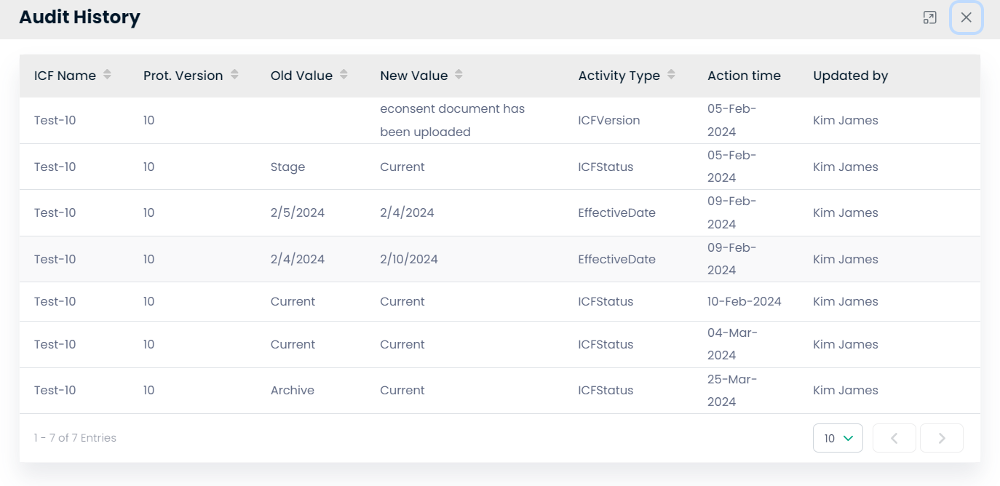 Audit History
ICF Name Prot. Version Old Value New Value Activity Type Action time Updated by
Test-10 10 econsent document has been uploaded ICFVersion 05-Feb-2024 Kim James
Test-10 10 Stage Current ICFStatus 05-Feb-2024 Kim James
Test-10 10 2/5/2024 2/4/2024 EffectiveDate 09-Feb-2024 Kim James
Test-10 10 2/4/2024 2/10/2024 EffectiveDate 09-Feb-2024 Kim James
Test-10 10 Current Current ICFStatus 10-Feb-2024 Kim James
Test-10 10 Current Current ICFStatus 04-Mar-2024 Kim James
Test-10 10 Archive Current ICFStatus 25-Mar-2024 Kim James
1 - 7 of 7 Entries 10